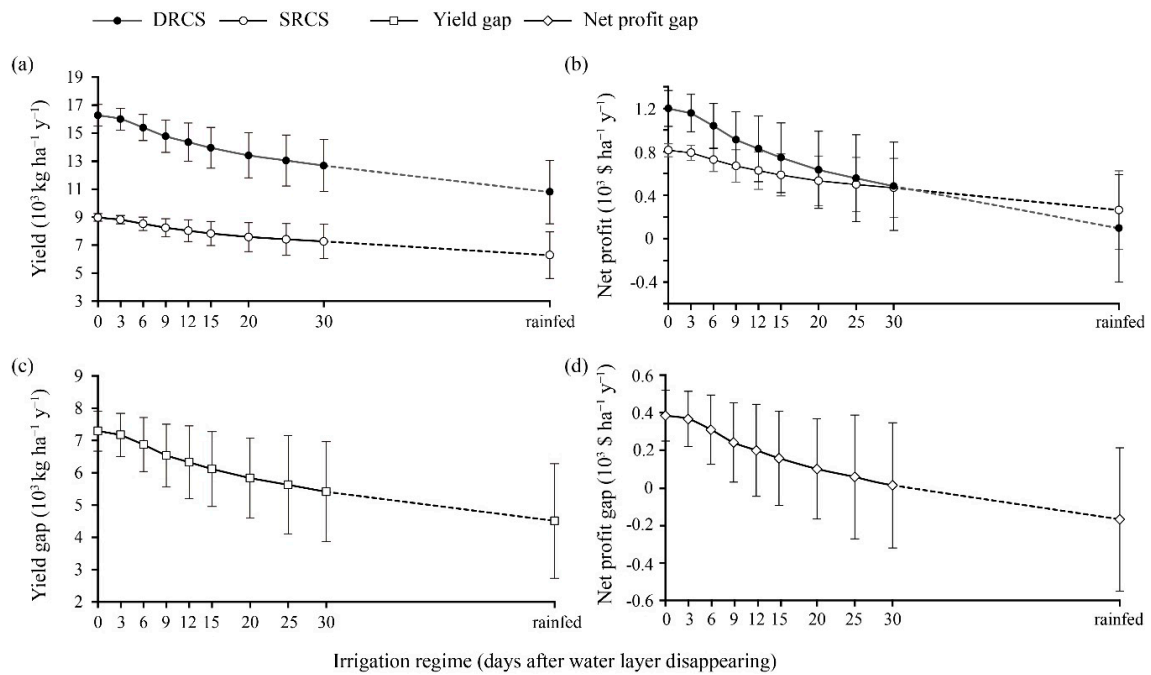 DRCS SRCS Yield gap Net profit gap
(a)
19
17
15
13
11
9
7
5
3
Yield (10³ kg ha⁻¹ y⁻¹)
0 3 6 9 12 15 20 25 30 rainfed
(b)
1.2
0.8
0.4
0
-0.4
Net profit (10³ $ ha⁻¹ y⁻¹)
0 3 6 9 12 15 20 25 30 rainfed
(c)
9
8
7
6
5
4
3
2
Yield gap (10³ kg ha⁻¹ y⁻¹)
0 3 6 9 12 15 20 25 30 rainfed
(d)
0.6
0.4
0.2
0
-0.2
-0.4
-0.6
Net profit gap (10³ $ ha⁻¹ y⁻¹)
0 3 6 9 12 15 20 25 30 rainfed
Irrigation regime (days after water layer disappearing)